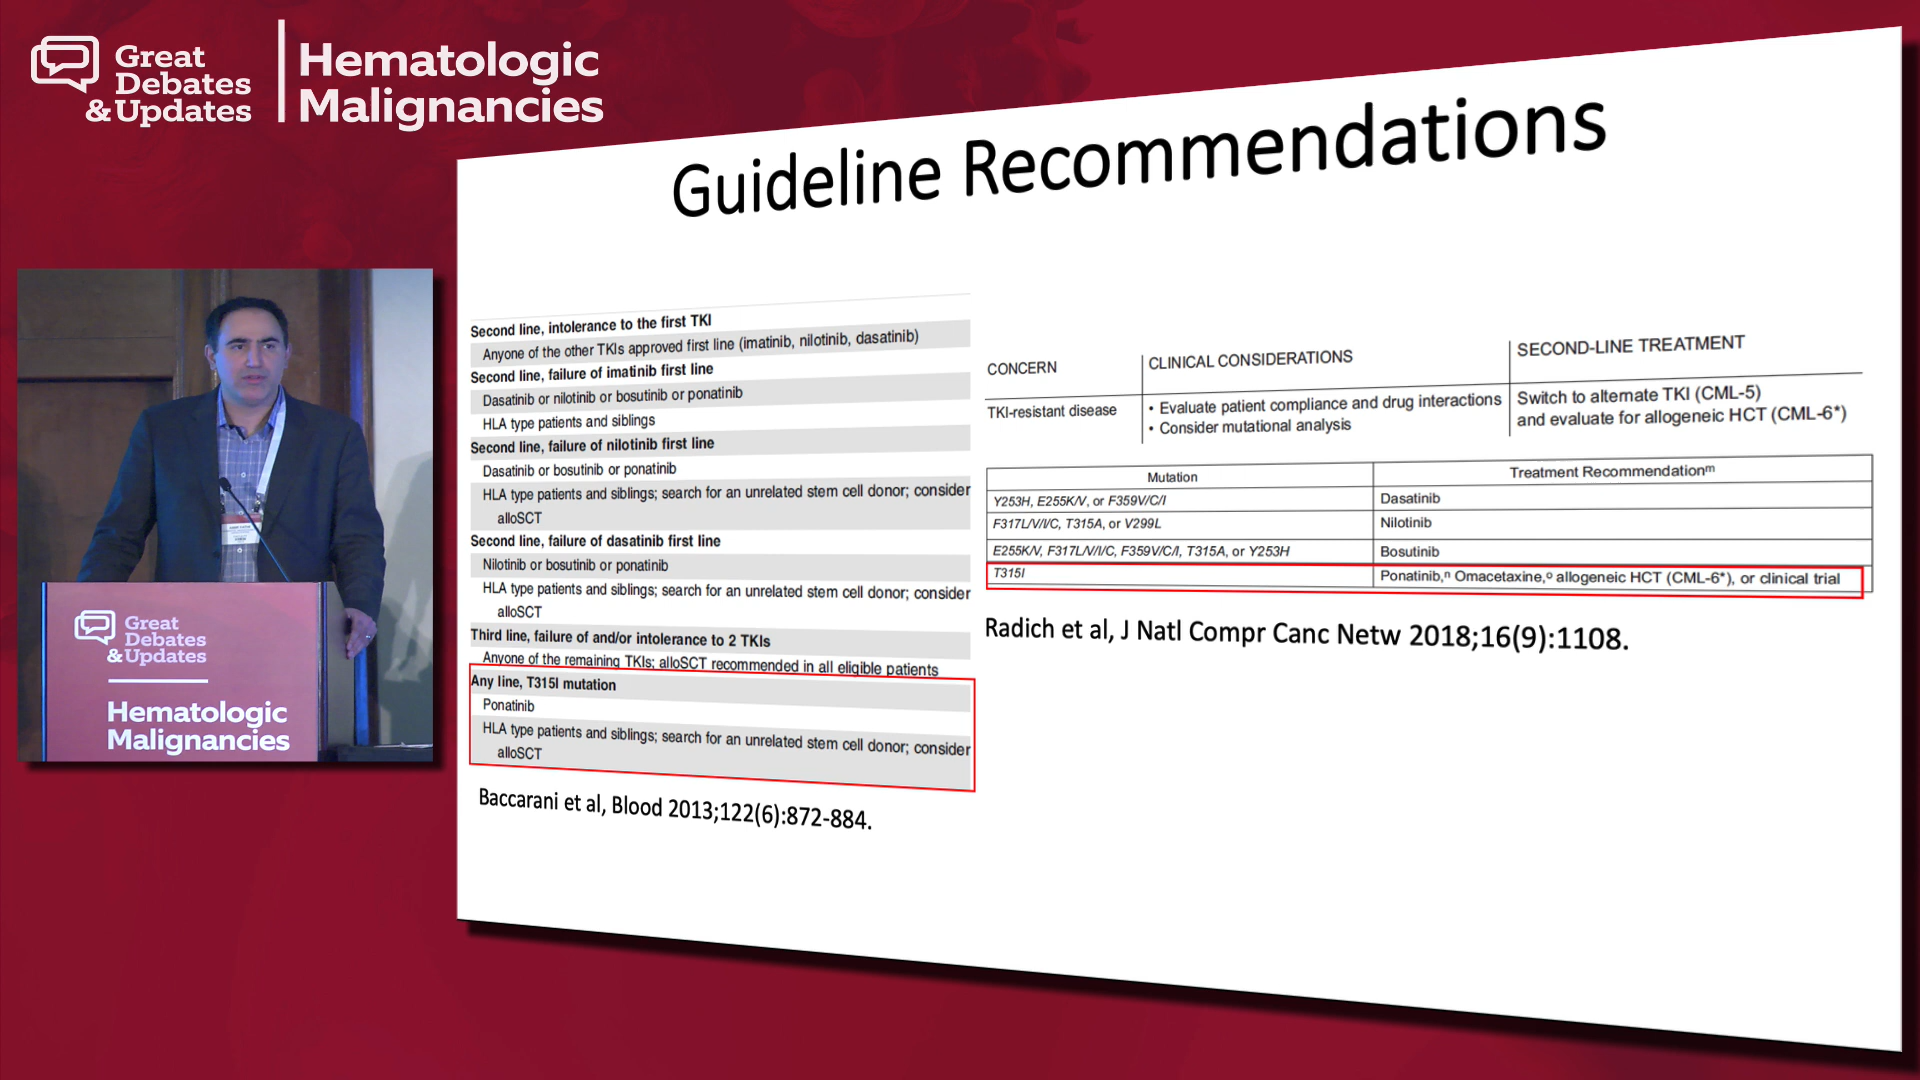 Great
Debates
& Updates
Hematologic
Malignancies
Guideline Recommendations
Second line, intolerance to the first TKI
Anyone of the other TKIs approved first line (imatinib, nilotinib, dasatinib)
Second line, failure of imatinib first line
Dasatinib or nilotinib or bosutinib or ponatinib
HLA type patients and siblings
Second line, failure of nilotinib first line
Dasatinib or bosutinib or ponatinib
HLA type patients and siblings; search for an unrelated stem cell donor; consider
alloSCT
Second line, failure of dasatinib first line
Nilotinib or bosutinib or ponatinib
HLA type patients and siblings; search for an unrelated stem cell donor; consider
alloSCT
Third line, failure of and/or intolerance to 2 TKIs
Anyone of the remaining TKIs; alloSCT recommended in all eligible patients
Any line, T315I mutation
Ponatinib
HLA type patients and siblings; search for an unrelated stem cell donor; consider
alloSCT
Baccarani et al, Blood 2013;122(6):872-884.
CONCERN CLINICAL CONSIDERATIONS SECOND-LINE TREATMENT
TKI-resistant disease
• Evaluate patient compliance and drug interactions
• Consider mutational analysis
Switch to alternate TKI (CML-5)
and evaluate for allogeneic HCT (CML-6*)
Mutation Treatment Recommendationᵐ
Y253H, E255K/V, or F359V/C/I Dasatinib
F317L/V/I/C, T315A, or V299L Nilotinib
E255K/V, F317L/V/I/C, F359V/C/I, T315A, or Y253H Bosutinib
T315I Ponatinib,ⁿ Omacetaxine,ᵒ allogeneic HCT (CML-6*), or clinical trial
Radich et al, J Natl Compr Canc Netw 2018;16(9):1108.
Great
Debates
& Updates
Hematologic
Malignancies